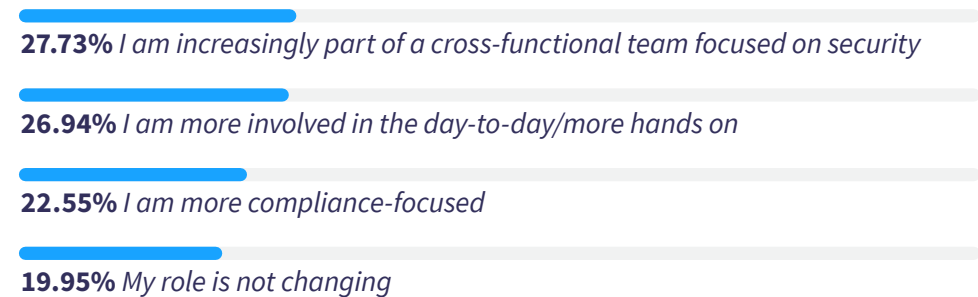 27.73% I am increasingly part of a cross-functional team focused on security
26.94% I am more involved in the day-to-day/more hands on
22.55% I am more compliance-focused
19.95% My role is not changing